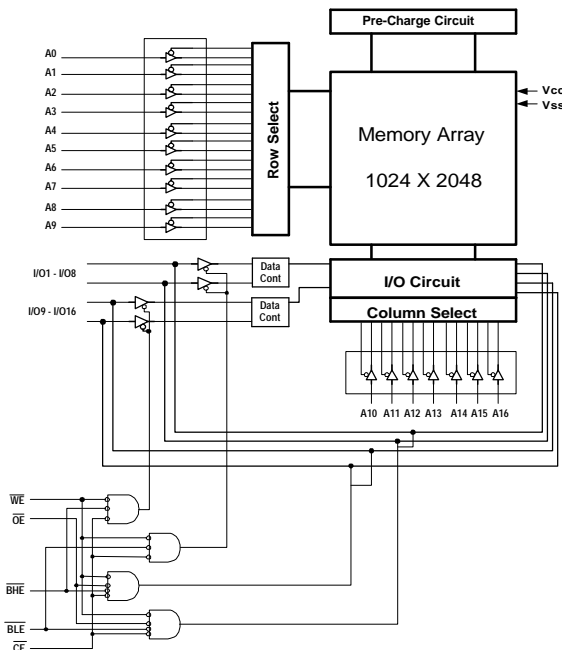 Pre-Charge Circuit
A0
A1
A2
A3
A4
A5
A6
A7
A8
A9
Row Select
Memory Array
1024 X 2048
Vcc
Vss
I/O1 - I/O8
I/O9 - I/O16
Data
Cont
Data
Cont
I/O Circuit
Column Select
A10 A11 A12 A13 A14 A15 A16
WE
OE
BHE
BLE
CE